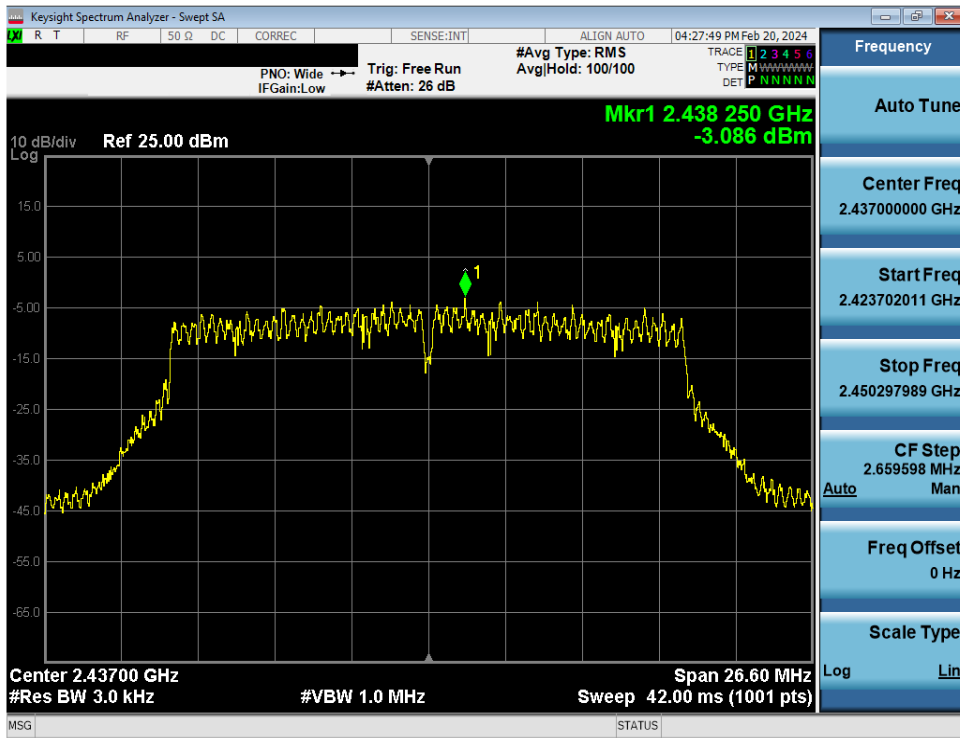 Keysight Spectrum Analyzer - Swept SA
LXI R T RF 50 Ω DC CORREC SENSE:INT ALIGN AUTO 04:27:49 PM Feb 20, 2024
PNO: Wide Trig: Free Run #Avg Type: RMS TRACE 1 2 3 4 5 6
IFGain:Low #Atten: 26 dB Avg|Hold: 100/100 TYPE M WWWWW
DET P N N N N N
Mkr1 2.438 250 GHz
-3.086 dBm
10 dB/div Ref 25.00 dBm
Log
15.0
5.00
1
-5.00
-15.0
-25.0
-35.0
-45.0
-55.0
-65.0
Center 2.43700 GHz Span 26.60 MHz
#Res BW 3.0 kHz #VBW 1.0 MHz Sweep 42.00 ms (1001 pts)
MSG STATUS
Frequency
Auto Tune
Center Freq
2.437000000 GHz
Start Freq
2.423702011 GHz
Stop Freq
2.450297989 GHz
CF Step
2.659598 MHz
Auto Man
Freq Offset
0 Hz
Scale Type
Log Lin